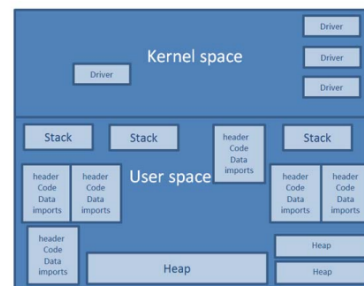 Driver
Kernel space
Driver
Driver
Driver
Stack
Stack
Stack
header
Code
Data
imports
User space
header
Code
Data
imports
header
Code
Data
imports
header
Code
Data
imports
header
Code
Data
imports
header
Code
Data
imports
Heap
Heap
Heap